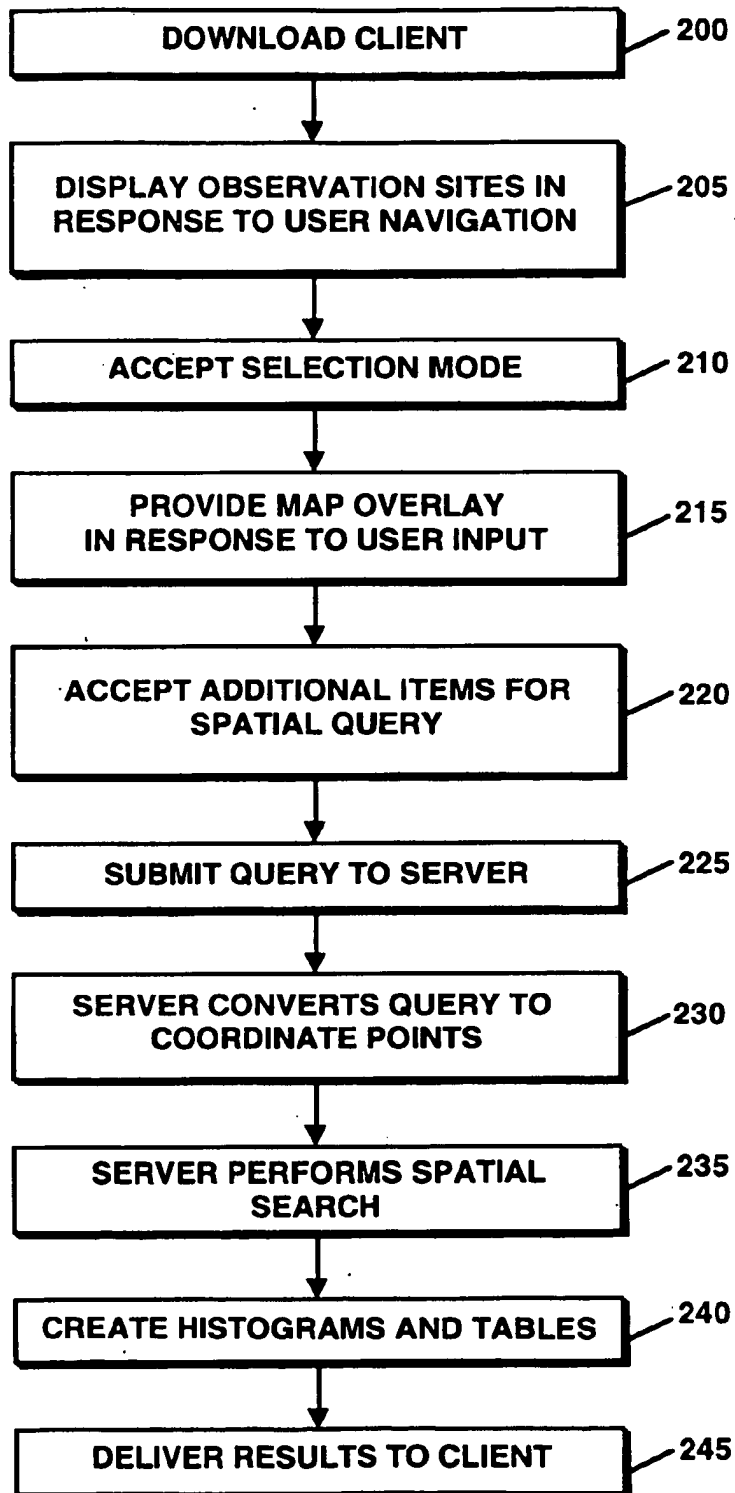 DOWNLOAD CLIENT
200
DISPLAY OBSERVATION SITES IN
RESPONSE TO USER NAVIGATION
205
ACCEPT SELECTION MODE
210
PROVIDE MAP OVERLAY
IN RESPONSE TO USER INPUT
215
ACCEPT ADDITIONAL ITEMS FOR
SPATIAL QUERY
220
SUBMIT QUERY TO SERVER
225
SERVER CONVERTS QUERY TO
COORDINATE POINTS
230
SERVER PERFORMS SPATIAL
SEARCH
235
CREATE HISTOGRAMS AND TABLES
240
DELIVER RESULTS TO CLIENT
245